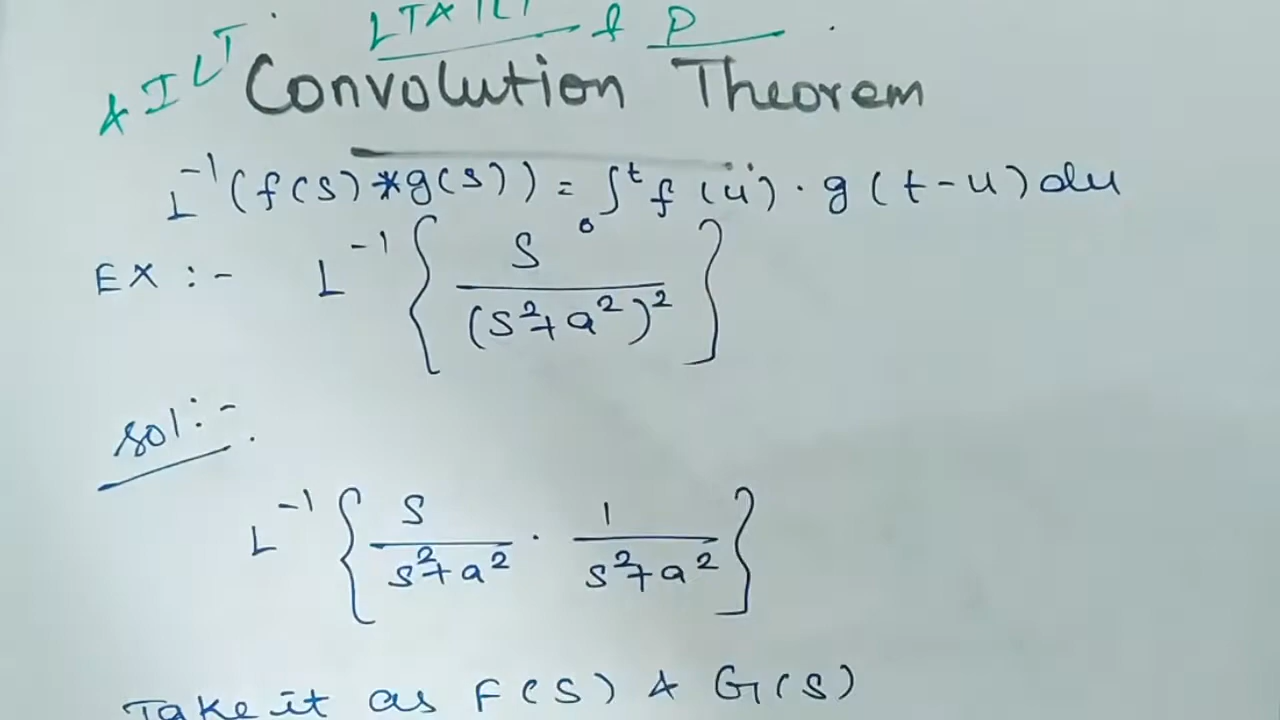 LTA ILT & P
& ILT
Convolution Theorem
L⁻¹(f(s)*g(s)) = ∫₀ᵗ f(u)·g(t-u)du
EX :- L⁻¹{ S / (S²+a²)² }
Sol:-
L⁻¹{ S / (S²+a²) · 1 / (S²+a²) }
Take it as F(S) & G(S)